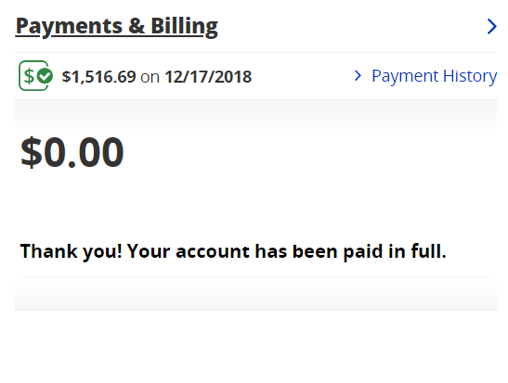 Payments & Billing
$1,516.69 on 12/17/2018 Payment History
$0.00
Thank you! Your account has been paid in full.